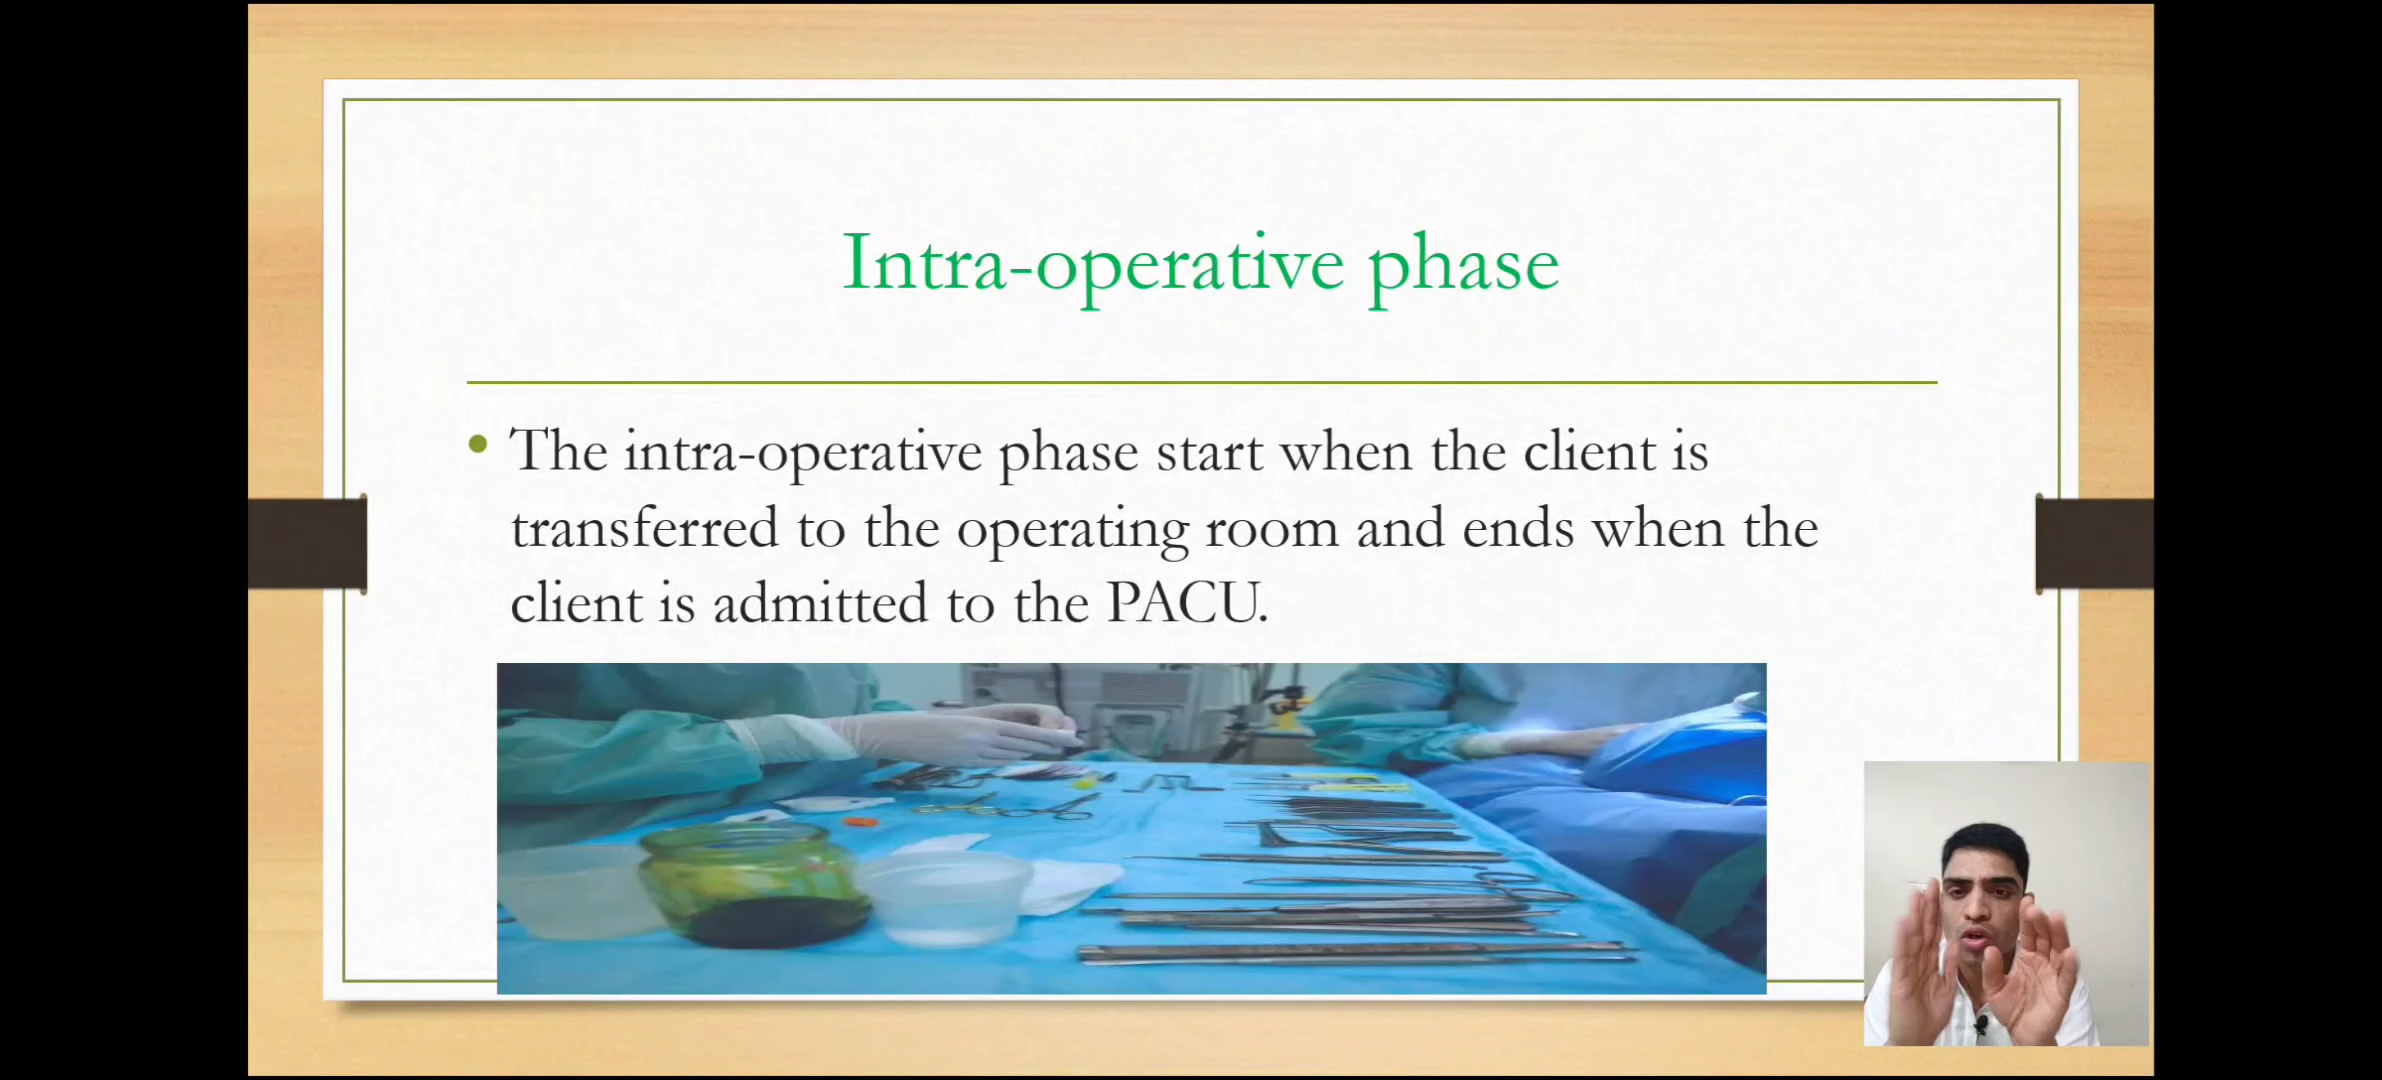 Intra-operative phase
• The intra-operative phase start when the client is
transferred to the operating room and ends when the
client is admitted to the PACU.